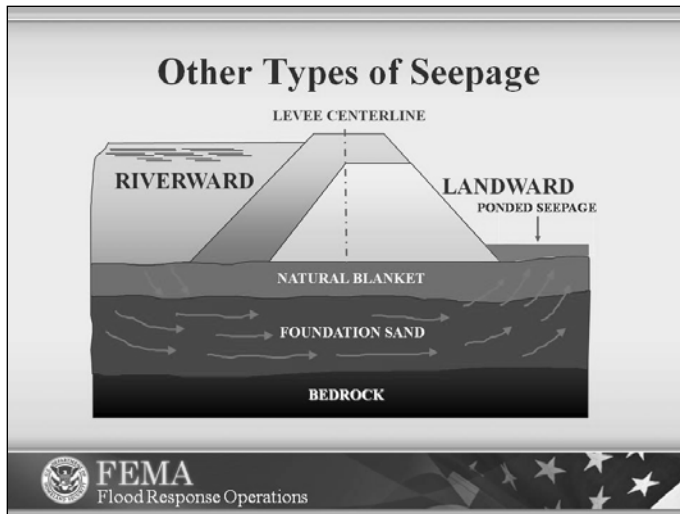 Other Types of Seepage
LEVEE CENTERLINE
RIVERWARD
LANDWARD
PONDED SEEPAGE
NATURAL BLANKET
FOUNDATION SAND
BEDROCK
FEMA
Flood Response Operations